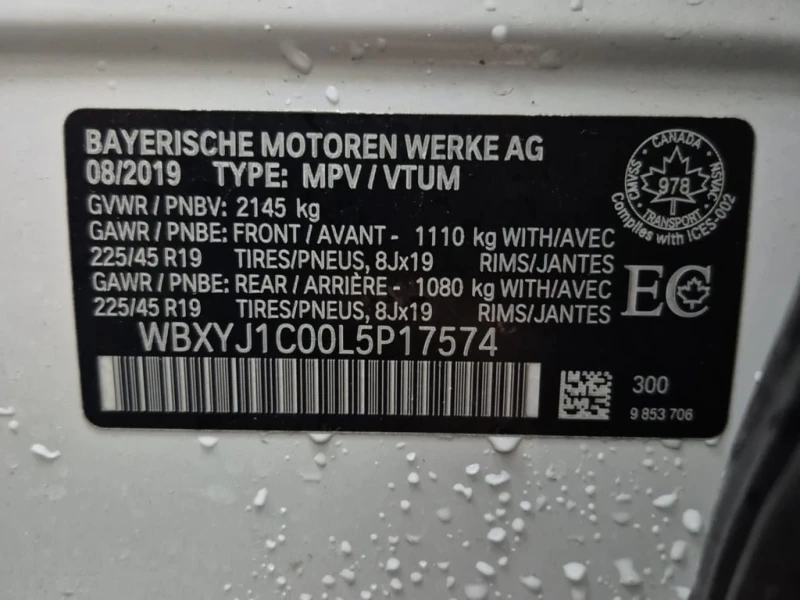 BAYERISCHE MOTOREN WERKE AG
08/2019 TYPE: MPV / VTUM
GVWR / PNBV: 2145 kg
GAWR / PNBE: FRONT / AVANT - 1110 kg WITH/AVEC
225/45 R19 TIRES/PNEUS, 8Jx19 RIMS/JANTES
GAWR / PNBE: REAR / ARRIÈRE - 1080 kg WITH/AVEC
225/45 R19 TIRES/PNEUS, 8Jx19 RIMS/JANTES
WBXYJ1C00L5P17574
CANADA
CMVSS
NSVAC
978
TRANSPORT
Complies with ICES-002
EC
300
9 853 706